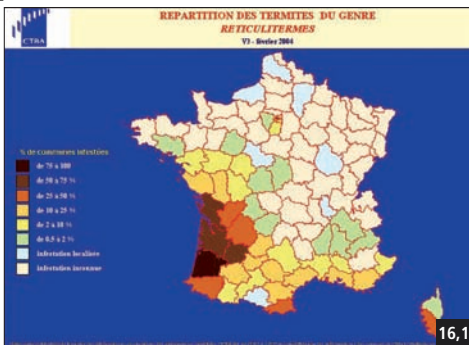 REPARTITION DES TERMITES DU GENRE
RETICULITERMES
V3 - février 2004
CTBA
% de communes infestées
de 75 à 100
de 50 à 75 %
de 25 à 50 %
de 10 à 25 %
de 2 à 10 %
de 0.5 à 2 %
infestation localisée
infestation inconnue
16,1